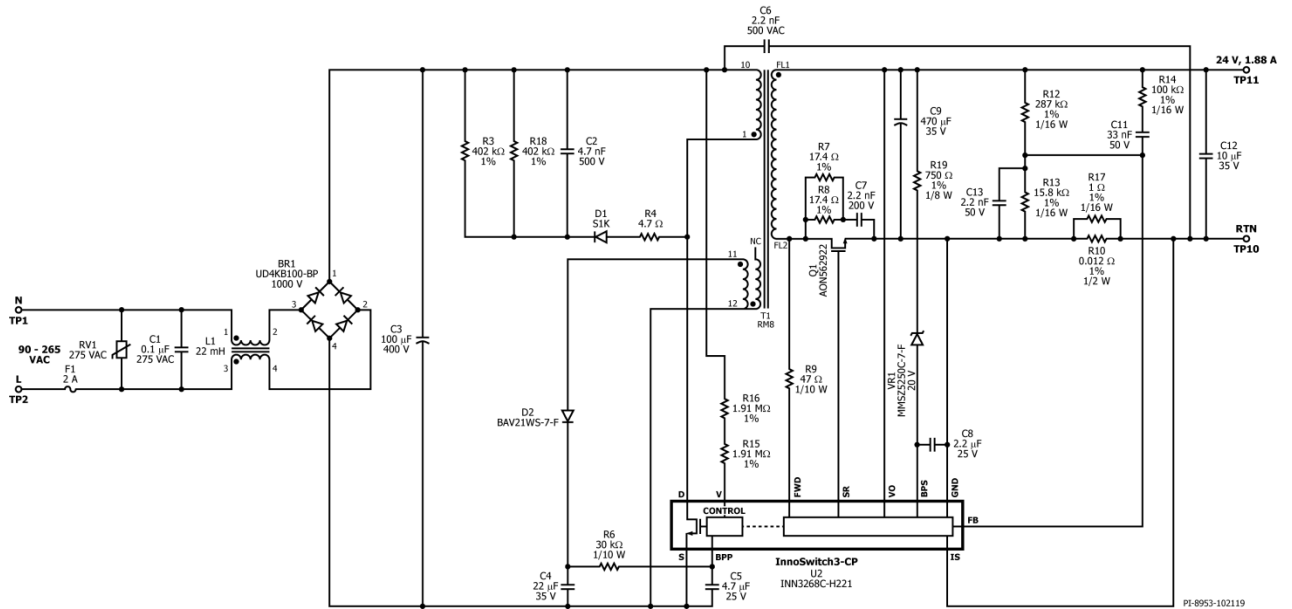 C6
2.2 nF
500 VAC
10
FL1
24 V, 1.88 A
TP11
R3
402 kΩ
1%
R18
402 kΩ
1%
C2
4.7 nF
500 V
1
C9
470 μF
35 V
R12
287 kΩ
1%
1/16 W
R14
100 kΩ
1%
1/16 W
C11
33 nF
50 V
C12
10 μF
35 V
R7
17.4 Ω
1%
R8
17.4 Ω
1%
C7
2.2 nF
200 V
R19
750 Ω
1%
1/8 W
C13
2.2 nF
50 V
R13
15.8 kΩ
1%
1/16 W
R17
1 Ω
1%
1/16 W
D1
S1K
R4
4.7 Ω
NC
FL2
RTN
TP10
R10
0.012 Ω
1%
1/2 W
Q1
AON562922
11
12
T1
RM8
BR1
UD4KB100-BP
1000 V
1
3
2
4
N
TP1
90 - 265
VAC
L
TP2
F1
2 A
RV1
275 VAC
C1
0.1 μF
275 VAC
L1
22 mH
1
2
3
4
C3
100 μF
400 V
R9
47 Ω
1/10 W
VR1
MMSZ5250C-7-F
20 V
D2
BAV21WS-7-F
R16
1.91 MΩ
1%
R15
1.91 MΩ
1%
C8
2.2 μF
25 V
D
V
FWD
SR
VO
BPS
GND
CONTROL
FB
S
BPP
IS
R6
30 kΩ
1/10 W
InnoSwitch3-CP
U2
INN3268C-H221
C4
22 μF
35 V
C5
4.7 μF
25 V
PI-8953-102119